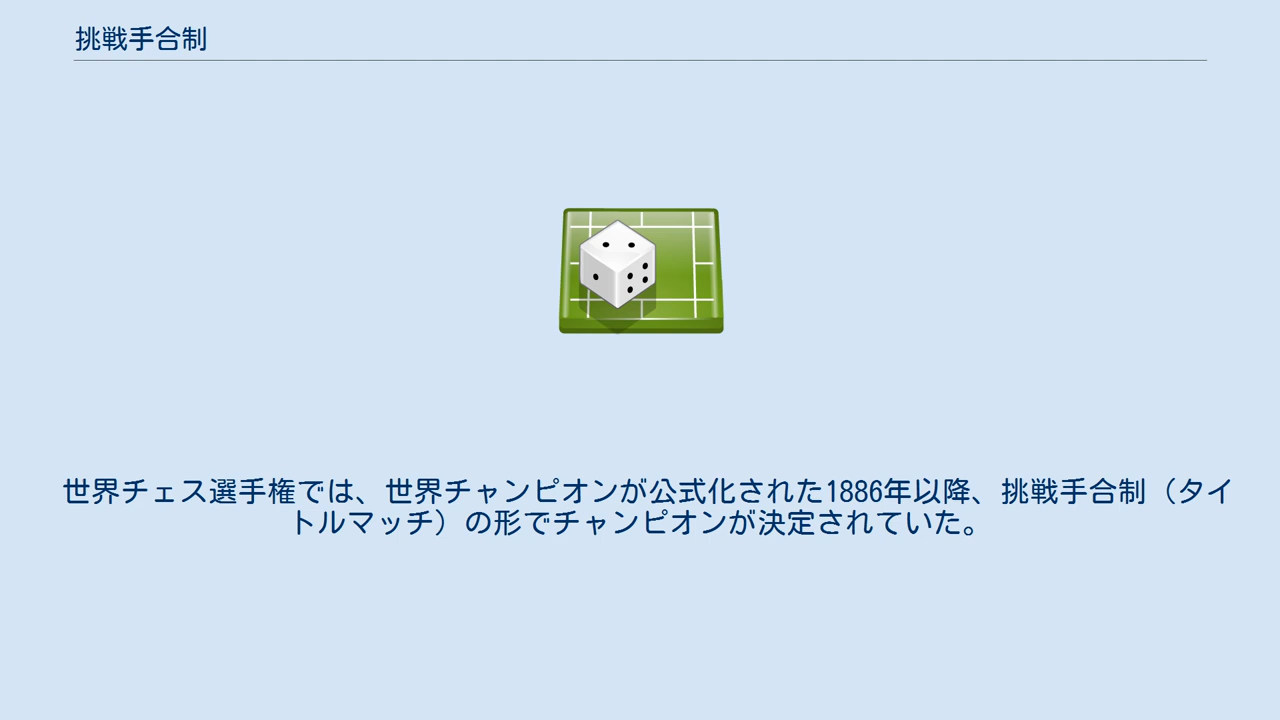 挑戦手合制
世界チェス選手権では、世界チャンピオンが公式化された1886年以降、挑戦手合制（タイ
トルマッチ）の形でチャンピオンが決定されていた。